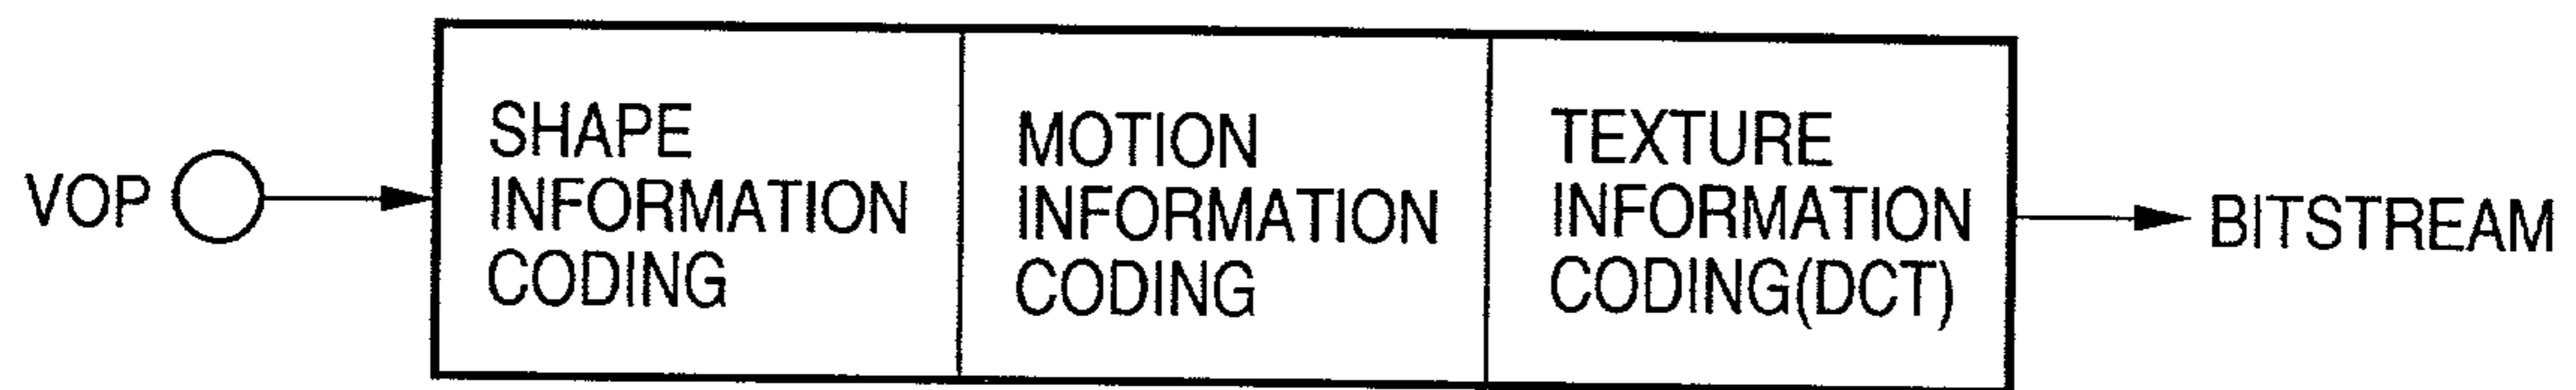 VOP
SHAPE
INFORMATION
CODING
MOTION
INFORMATION
CODING
TEXTURE
INFORMATION
CODING(DCT)
BITSTREAM